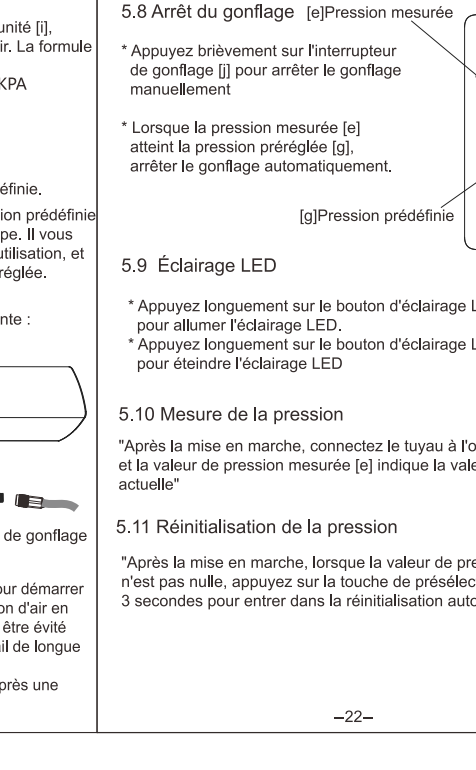 unité [i],
ir. La formule
KPA
éfinie.
ion prédéfinie
pe. Il vous
utilisation, et
réglée.
nte :
de gonflage
our démarrer
on d'air en
être évité
il de longue
près une
5.8 Arrêt du gonflage [e]Pression mesurée
* Appuyez brièvement sur l'interrupteur
de gonflage [j] pour arrêter le gonflage
manuellement
* Lorsque la pression mesurée [e]
atteint la pression préréglée [g],
arrêter le gonflage automatiquement.
[g]Pression prédéfinie
5.9 Éclairage LED
* Appuyez longuement sur le bouton d'éclairage L
pour allumer l'éclairage LED.
* Appuyez longuement sur le bouton d'éclairage L
pour éteindre l'éclairage LED
5.10 Mesure de la pression
"Après la mise en marche, connectez le tuyau à l'o
et la valeur de pression mesurée [e] indique la vale
actuelle"
5.11 Réinitialisation de la pression
"Après la mise en marche, lorsque la valeur de pre
n'est pas nulle, appuyez sur la touche de présélec
3 secondes pour entrer dans la réinitialisation auto
–22–